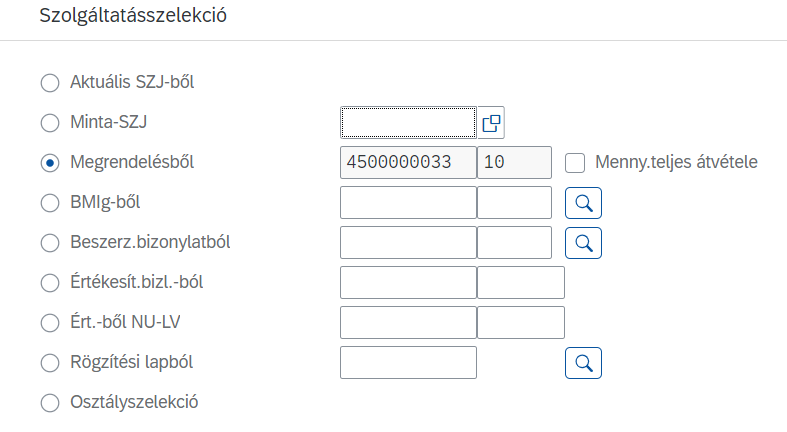 Szolgáltatásszelekció
Aktuális SZJ-ből
Minta-SZJ
Megrendelésből 4500000033 10 Menny.teljes átvétele
BMIg-ből
Beszerz.bizonylatból
Értékesít.bizl.-ból
Ért.-ből NU-LV
Rögzítési lapból
Osztályszelekció